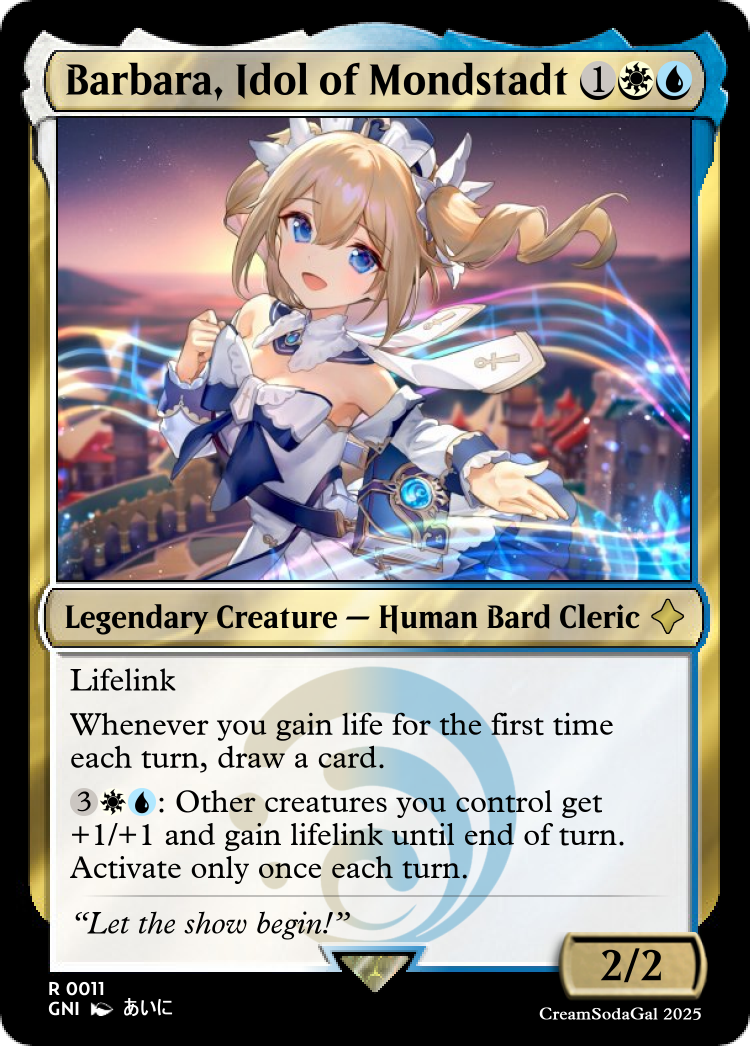 Barbara, Idol of Mondstadt 1
Legendary Creature — Human Bard Cleric
Lifelink
Whenever you gain life for the first time
each turn, draw a card.
3 : Other creatures you control get
+1/+1 and gain lifelink until end of turn.
Activate only once each turn.
“Let the show begin!”
2/2
R 0011
GNI あいに
CreamSodaGal 2025